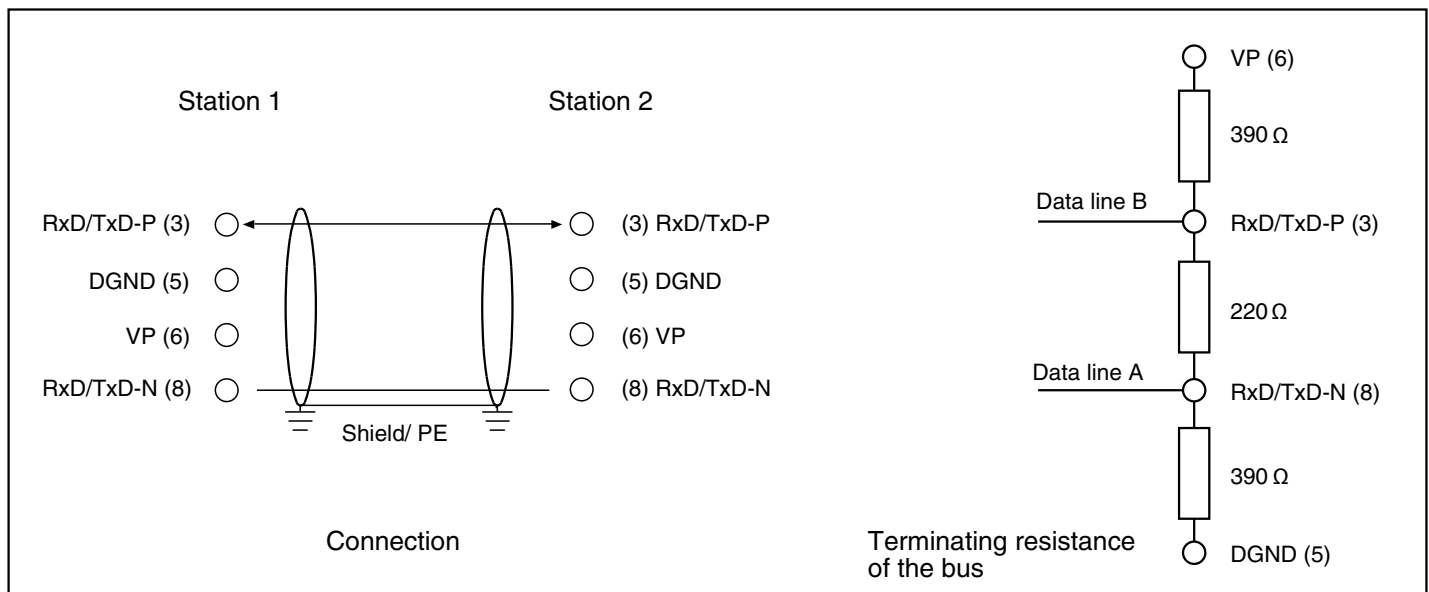 Station 1
Station 2
RxD/TxD-P (3)
(3) RxD/TxD-P
DGND (5)
(5) DGND
VP (6)
(6) VP
RxD/TxD-N (8)
(8) RxD/TxD-N
Shield/ PE
Connection
VP (6)
390 Ω
Data line B
RxD/TxD-P (3)
220 Ω
Data line A
RxD/TxD-N (8)
390 Ω
DGND (5)
Terminating resistance
of the bus